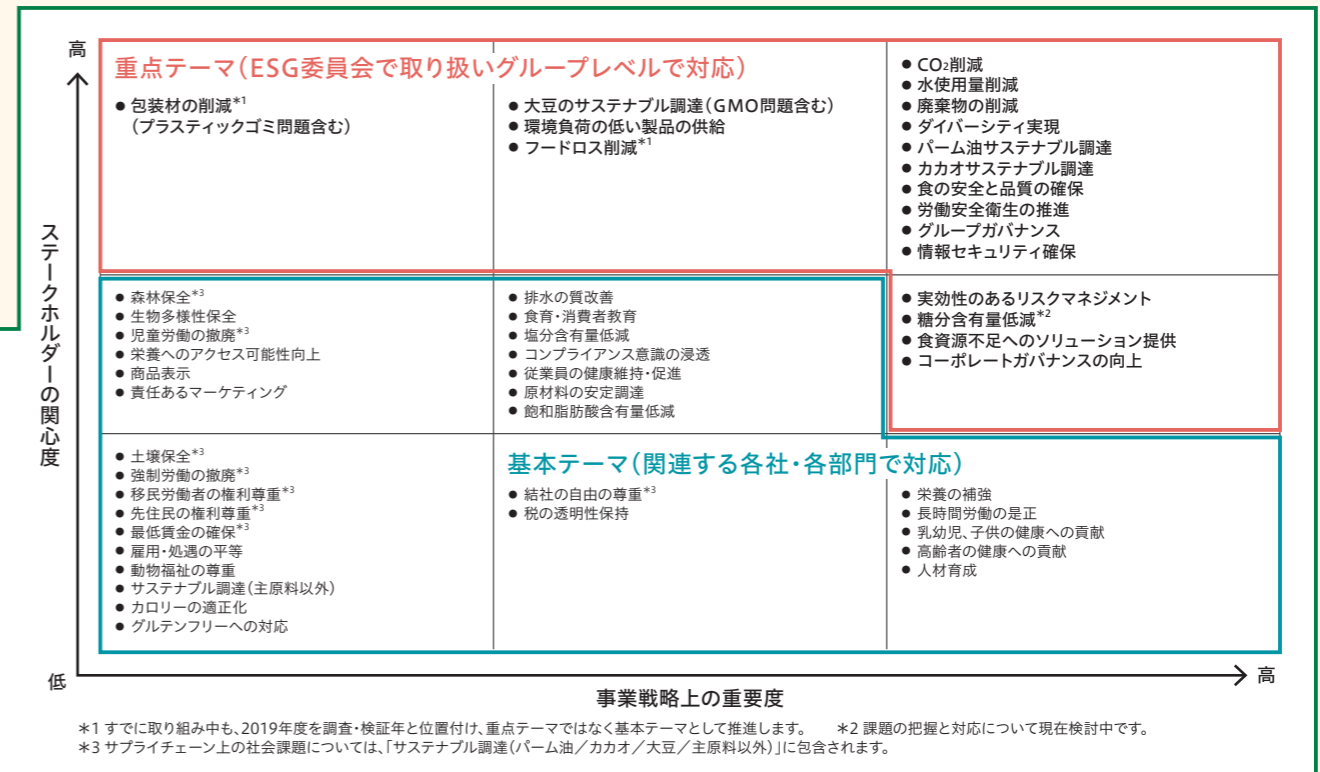 高
ステークホルダーの関心度
低
重点テーマ(ESG委員会で取り扱いグループレベルで対応)
● 包装材の削減*1
(プラスティックゴミ問題含む)
● 大豆のサステナブル調達(GMO問題含む)
● 環境負荷の低い製品の供給
● フードロス削減*1
● CO2削減
● 水使用量削減
● 廃棄物の削減
● ダイバーシティ実現
● パーム油サステナブル調達
● カカオサステナブル調達
● 食の安全と品質の確保
● 労働安全衛生の推進
● グループガバナンス
● 情報セキュリティ確保
● 森林保全*3
● 生物多様性保全
● 児童労働の撤廃*3
● 栄養へのアクセス可能性向上
● 商品表示
● 責任あるマーケティング
● 排水の質改善
● 食育・消費者教育
● 塩分含有量低減
● コンプライアンス意識の浸透
● 従業員の健康維持・促進
● 原材料の安定調達
● 飽和脂肪酸含有量低減
● 実効性のあるリスクマネジメント
● 糖分含有量低減*2
● 食資源不足へのソリューション提供
● コーポレートガバナンスの向上
● 土壌保全*3
● 強制労働の撤廃*3
● 移民労働者の権利尊重*3
● 先住民の権利尊重*3
● 最低賃金の確保*3
● 雇用・処遇の平等
● 動物福祉の尊重
● サステナブル調達(主原料以外)
● カロリーの適正化
● グルテンフリーへの対応
基本テーマ(関連する各社・各部門で対応)
● 結社の自由の尊重*3
● 税の透明性保持
● 栄養の補強
● 長時間労働の是正
● 乳幼児、子供の健康への貢献
● 高齢者の健康への貢献
● 人材育成
事業戦略上の重要度
高
*1 すでに取り組み中も、2019年度を調査・検証年と位置付け、重点テーマではなく基本テーマとして推進します。 *2 課題の把握と対応について現在検討中です。
*3 サプライチェーン上の社会課題については、「サステナブル調達(パーム油/カカオ/大豆/主原料以外)」に包含されます。